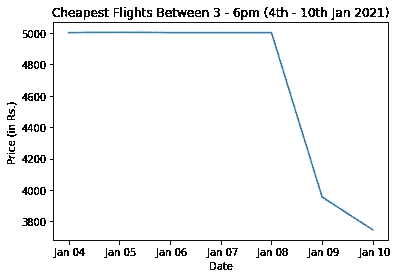 Cheapest Flights Between 3 - 6pm (4th - 10th Jan 2021)
Price (in Rs.)
5000
4800
4600
4400
4200
4000
3800
Jan 04 Jan 05 Jan 06 Jan 07 Jan 08 Jan 09 Jan 10
Date